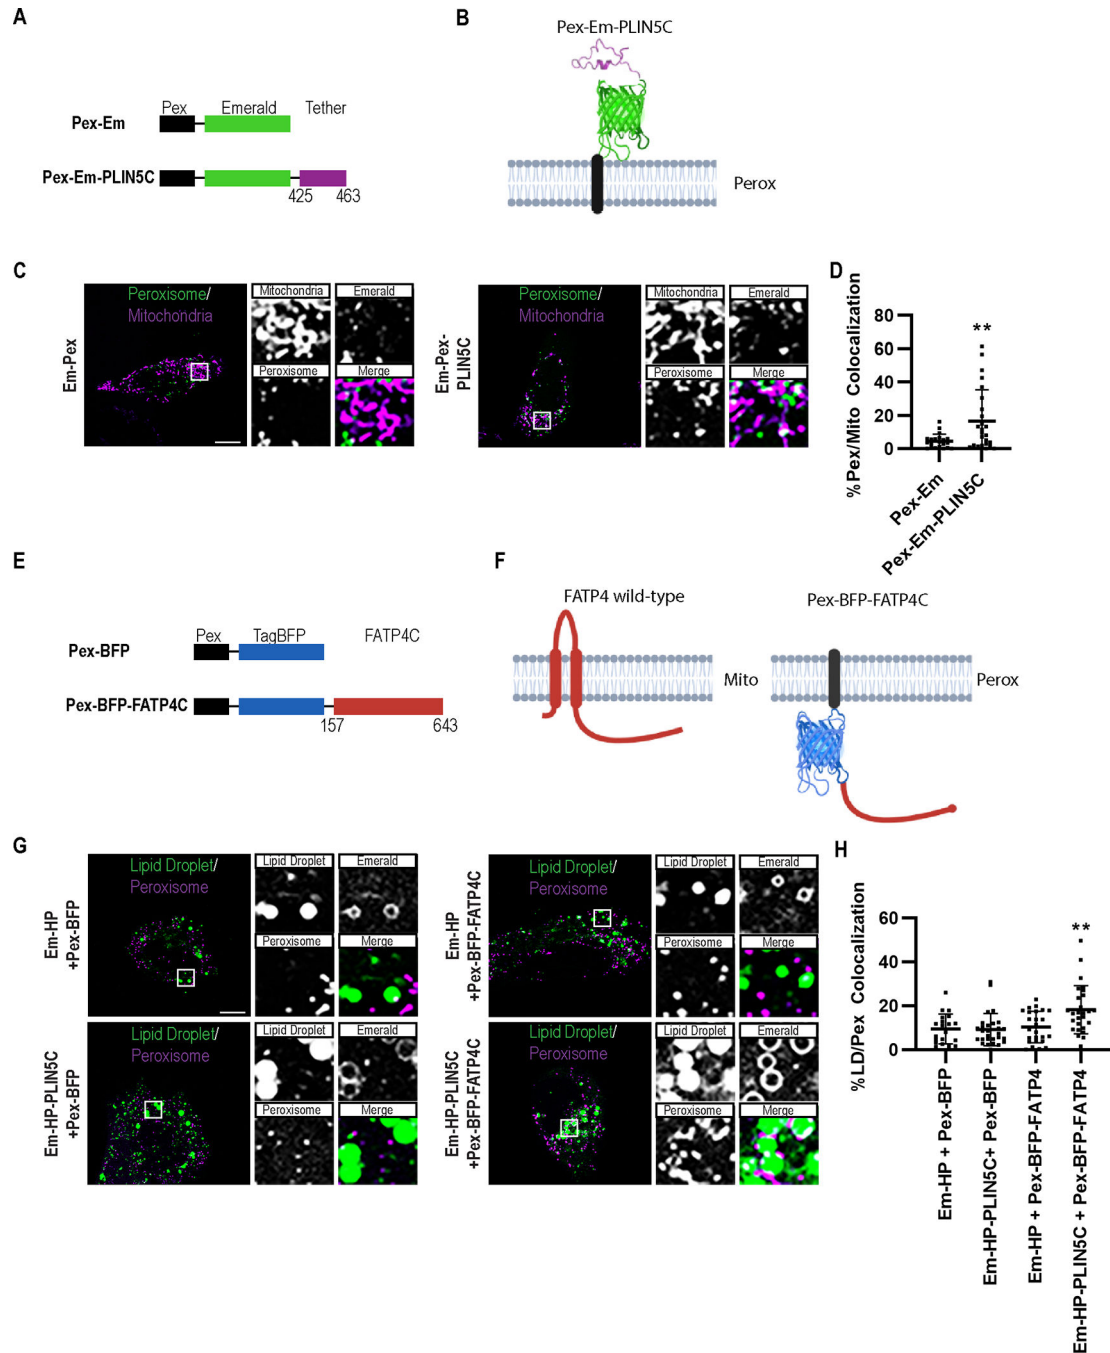 A
Pex Emerald Tether
Pex-Em
Pex-Em-PLIN5C
425 463
B
Pex-Em-PLIN5C
Perox
C
Em-Pex
Peroxisome/
Mitochondria
Mitochondria Emerald
Peroxisome Merge
Em-Pex-
PLIN5C
Peroxisome/
Mitochondria
Mitochondria Emerald
Peroxisome Merge
D
%Pex/Mito Colocalization
80
60
40
20
0
**
Pex-Em
Pex-Em-PLIN5C
E
Pex TagBFP FATP4C
Pex-BFP
Pex-BFP-FATP4C
157 643
F
FATP4 wild-type
Mito
Pex-BFP-FATP4C
Perox
G
Em-HP
+Pex-BFP
Lipid Droplet/
Peroxisome
Lipid Droplet Emerald
Peroxisome Merge
Em-HP
+Pex-BFP-FATP4C
Lipid Droplet/
Peroxisome
Lipid Droplet Emerald
Peroxisome Merge
Em-HP-PLIN5C
+Pex-BFP
Lipid Droplet/
Peroxisome
Lipid Droplet Emerald
Peroxisome Merge
Em-HP-PLIN5C
+Pex-BFP-FATP4C
Lipid Droplet/
Peroxisome
Lipid Droplet Emerald
Peroxisome Merge
H
%LD/Pex Colocalization
60
40
20
0
**
Em-HP + Pex-BFP
Em-HP-PLIN5C+ Pex-BFP
Em-HP + Pex-BFP-FATP4
Em-HP-PLIN5C + Pex-BFP-FATP4